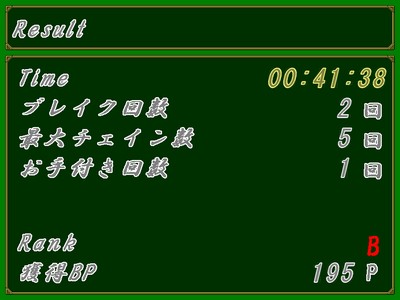 Result
Time 00:41:38
ブレイク回数 2 回
最大チェイン数 5 回
お手付き回数 1 回
Rank B
獲得BP 195 P